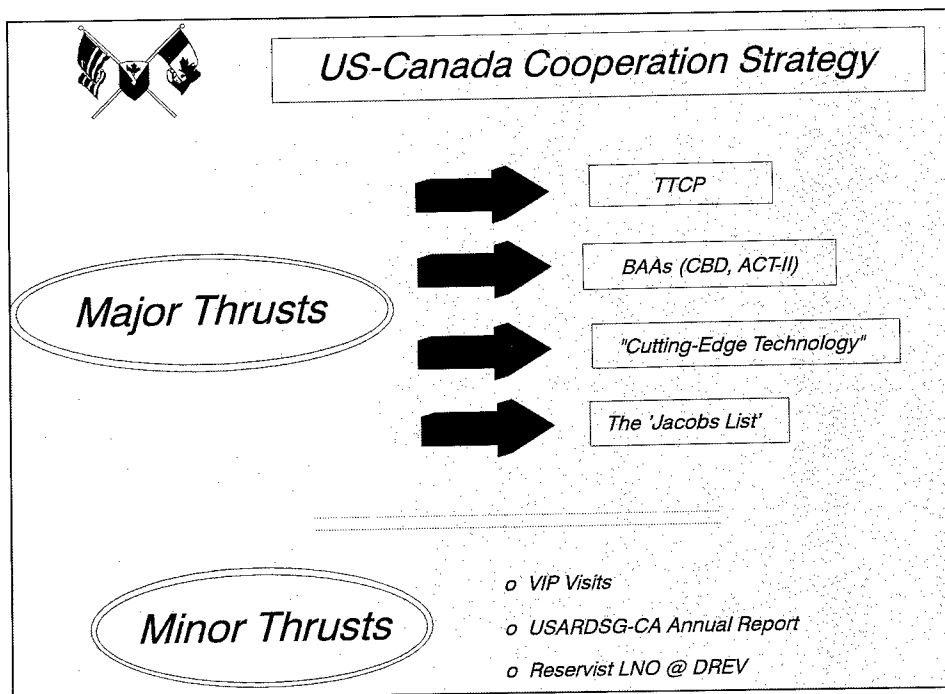 US-Canada Cooperation Strategy
Major Thrusts
TTCP
BAAs (CBD, ACT-II)
"Cutting-Edge Technology"
The 'Jacobs List'
Minor Thrusts
o VIP Visits
o USARDSG-CA Annual Report
o Reservist LNO @ DREV